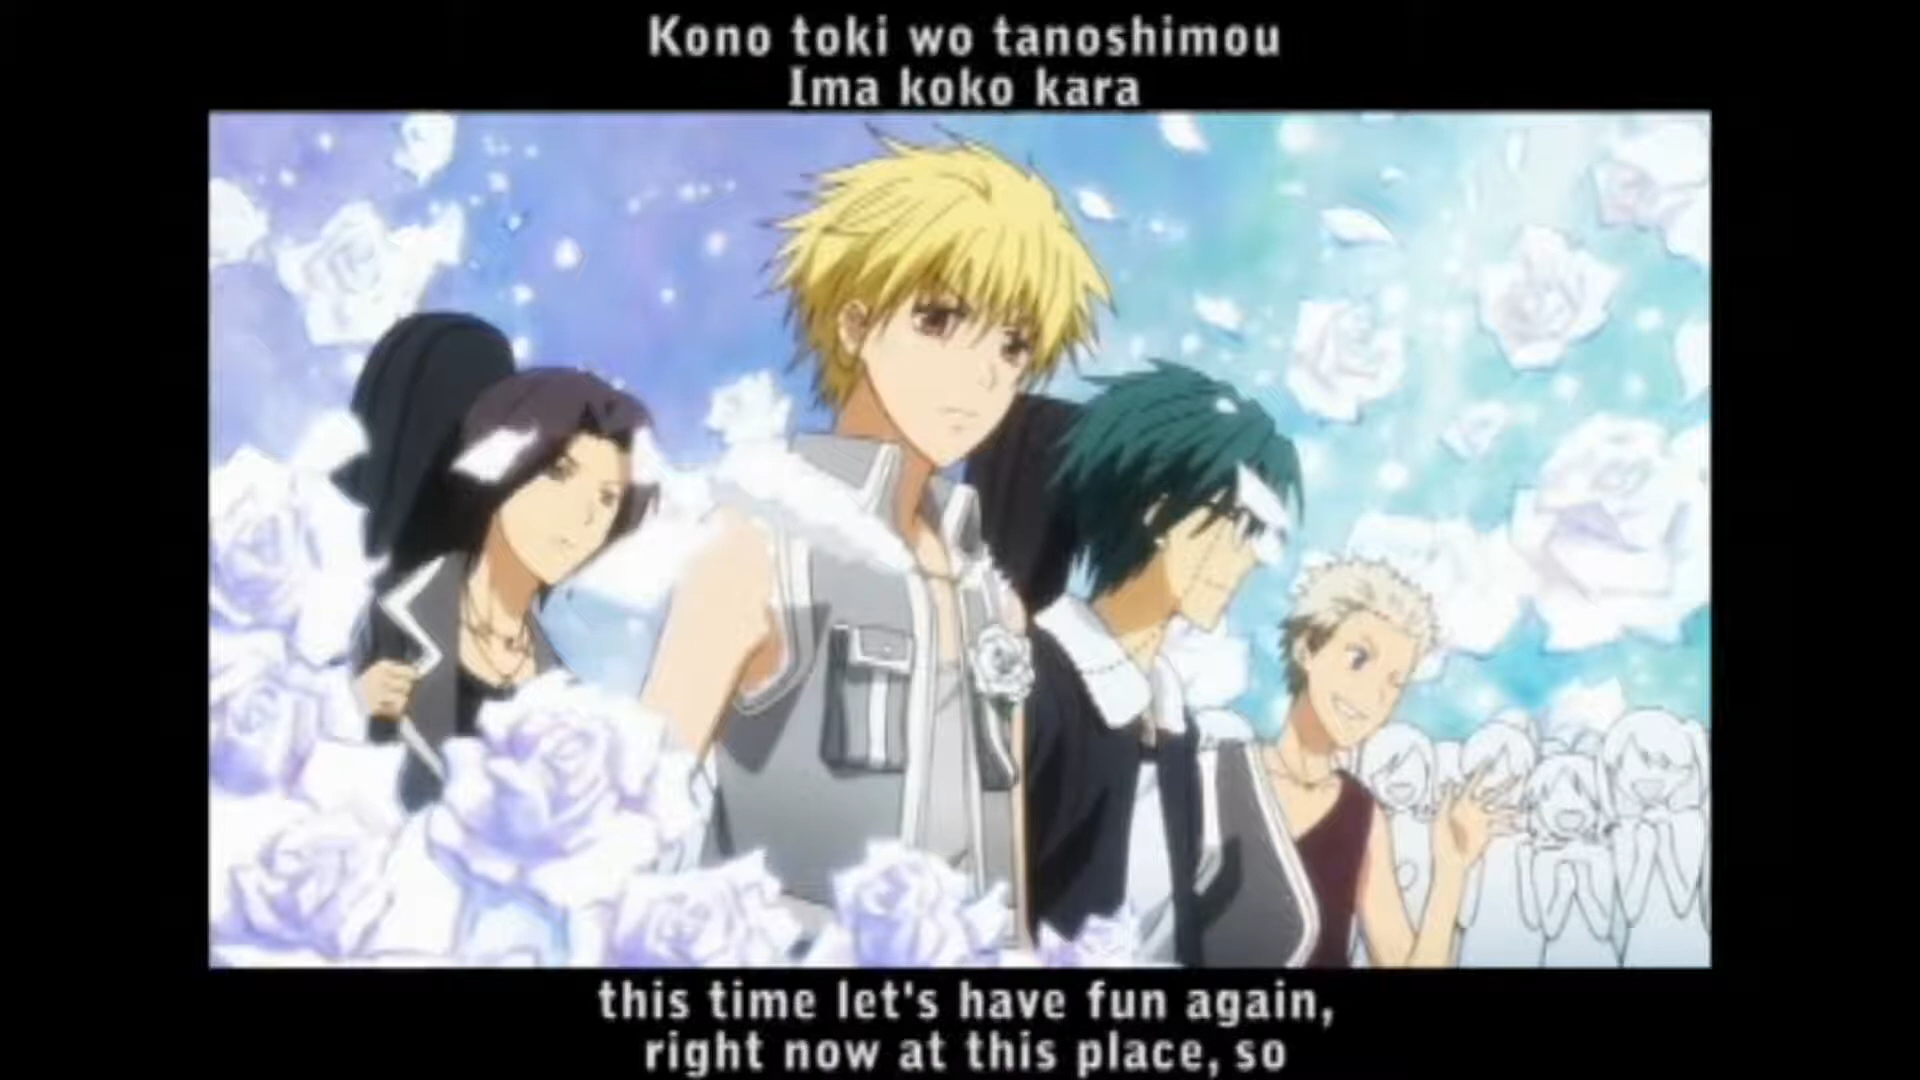 Kono toki wo tanoshimou
Ima koko kara
this time let's have fun again,
right now at this place, so